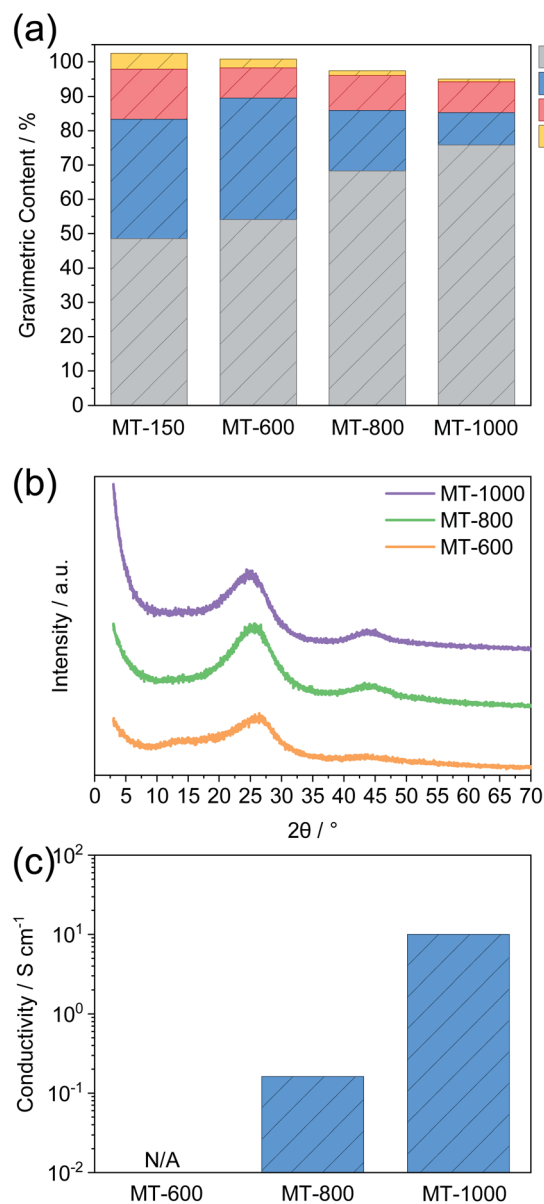 (a)
Gravimetric Content / %
100
90
80
70
60
50
40
30
20
10
0
MT-150 MT-600 MT-800 MT-1000
(b)
Intensity / a.u.
MT-1000
MT-800
MT-600
0 5 10 15 20 25 30 35 40 45 50 55 60 65 70
2θ / °
(c)
Conductivity / S cm⁻¹
10²
10¹
10⁰
10⁻¹
10⁻²
N/A
MT-600 MT-800 MT-1000